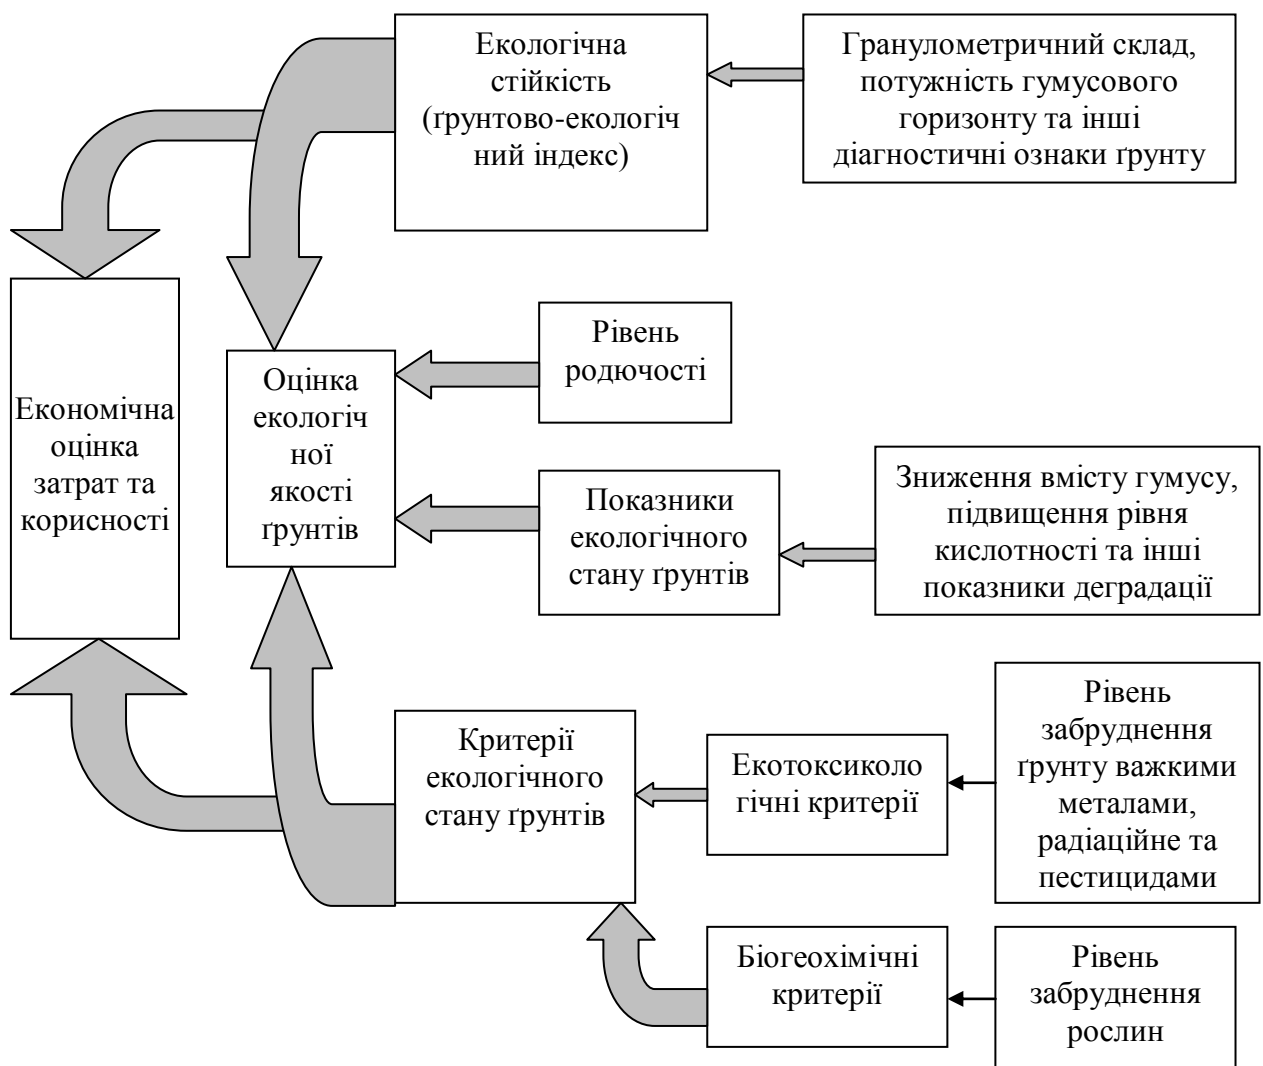 Екологічна
стійкість
(ґрунтово-екологіч
ний індекс)
Гранулометричний склад,
потужність гумусового
горизонту та інші
діагностичні ознаки ґрунту
Рівень
родючості
Економічна
оцінка
затрат та
корисності
Оцінка
екологіч
ної
якості
ґрунтів
Показники
екологічного
стану ґрунтів
Зниження вмісту гумусу,
підвищення рівня
кислотності та інші
показники деградації
Критерії
екологічного
стану ґрунтів
Екотоксиколо
гічні критерії
Рівень
забруднення
ґрунту важкими
металами,
радіаційне та
пестицидами
Біогеохімічні
критерії
Рівень
забруднення
рослин